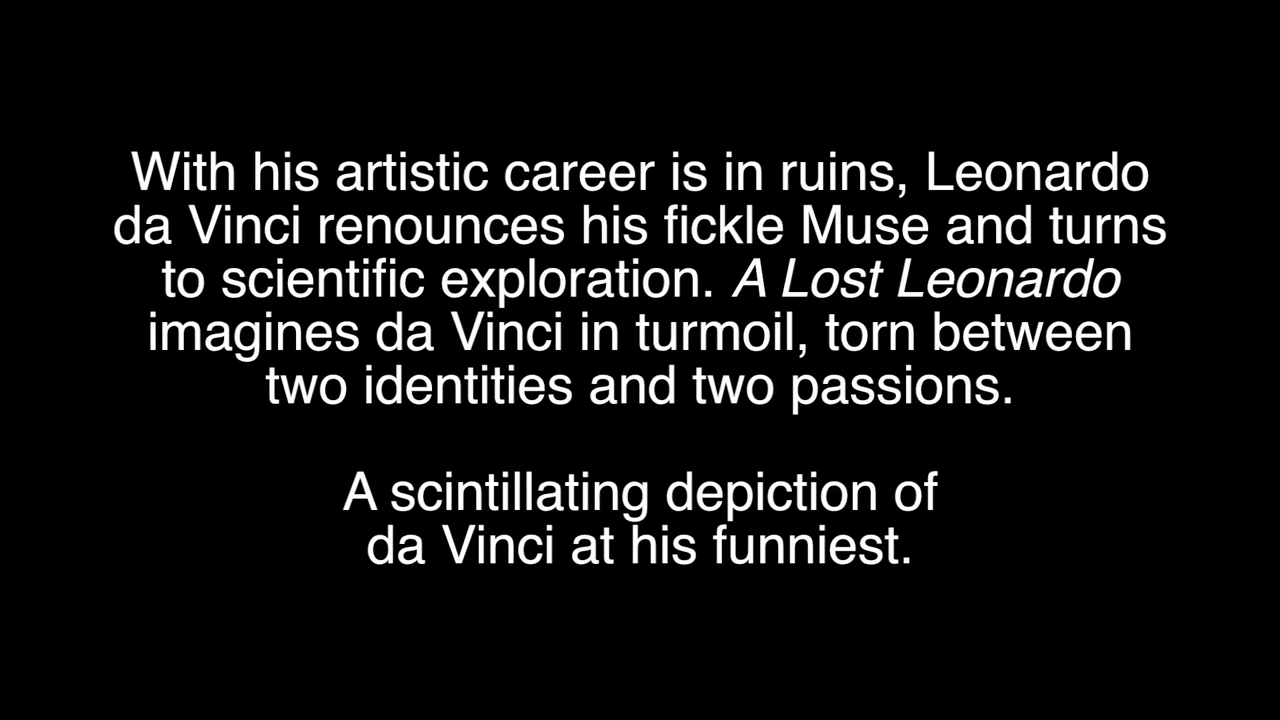 With his artistic career is in ruins, Leonardo
da Vinci renounces his fickle Muse and turns
to scientific exploration. A Lost Leonardo
imagines da Vinci in turmoil, torn between
two identities and two passions.
A scintillating depiction of
da Vinci at his funniest.